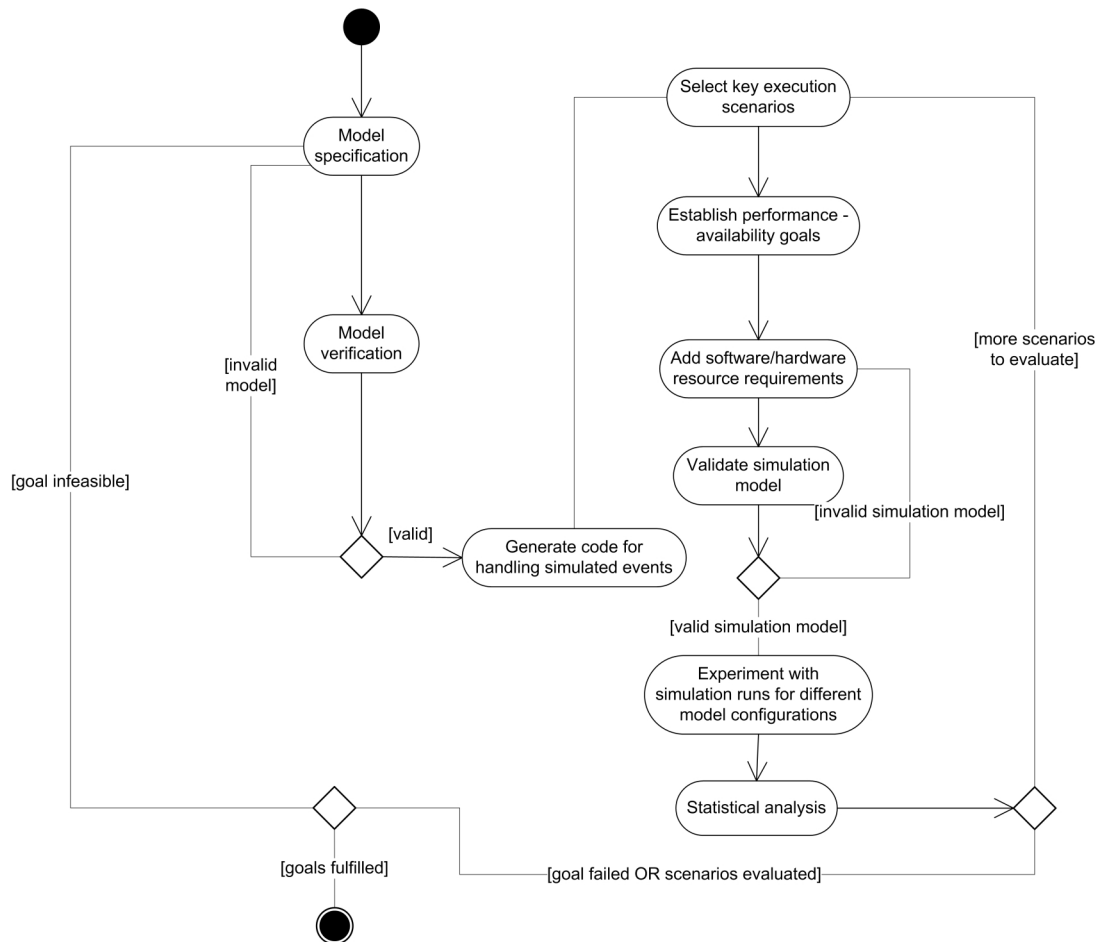 Select key execution
scenarios
Model
specification
Establish performance -
availability goals
Model
verification
[invalid
model]
[more scenarios
to evaluate]
Add software/hardware
resource requirements
[goal infeasible]
Validate simulation
model
[invalid simulation model]
[valid]
Generate code for
handling simulated events
[valid simulation model]
Experiment with
simulation runs for different
model configurations
Statistical analysis
[goals fulfilled]
[goal failed OR scenarios evaluated]